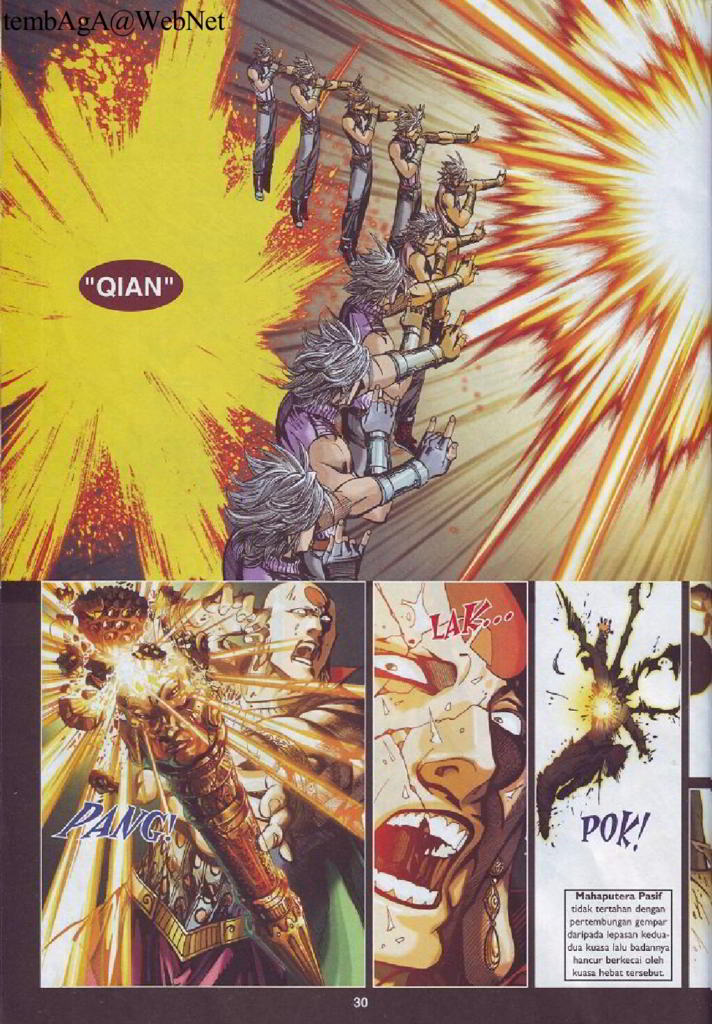 tembAgA@WebNet
"QIAN"
PANG!
LAK...
POK!
Mahaputera Pasif
tidak tertahan dengan
pertembungan gempar
daripada lepasan kedua-
dua kuasa lalu badannya
hancur berkecai oleh
kuasa hebat tersebut.
30